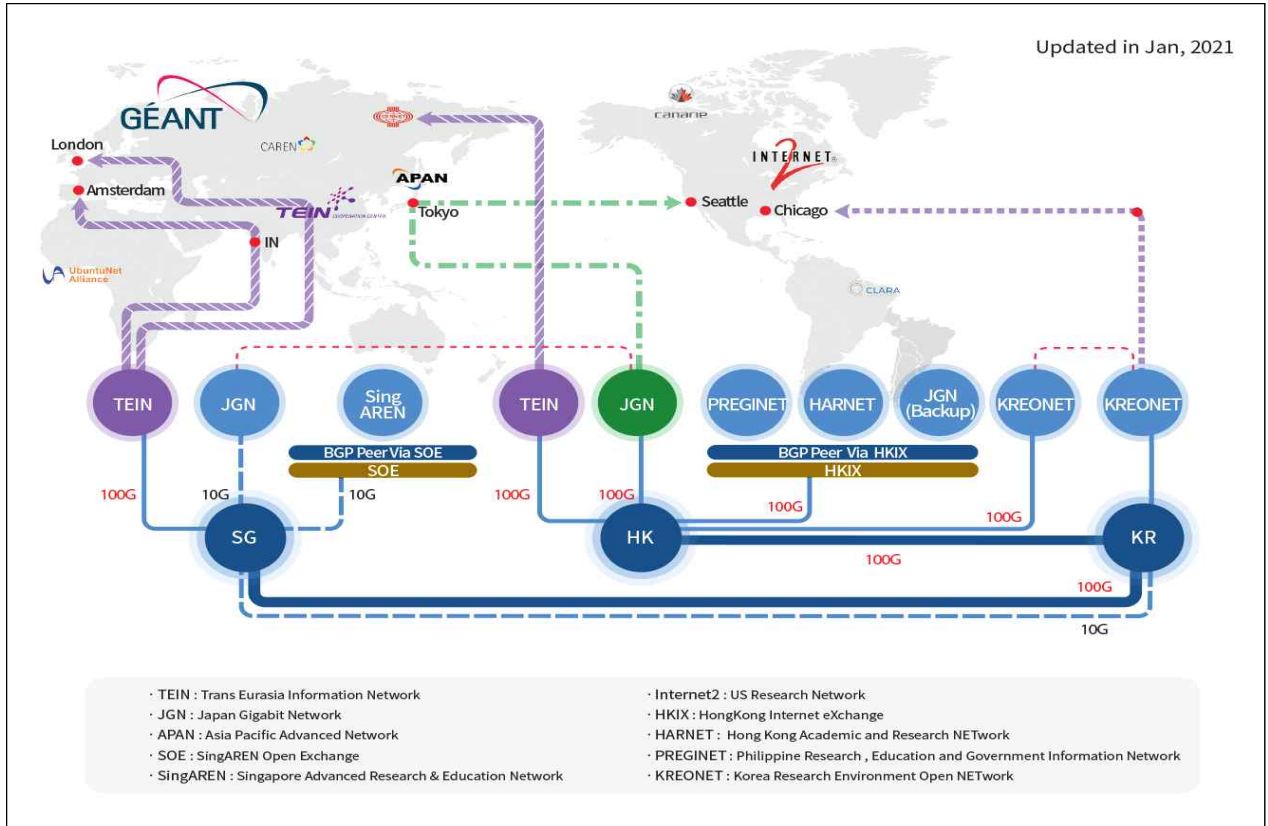 Updated in Jan, 2021
GÉANT
canarie
London
CAREN
INTERNET
2
Amsterdam
APAN
TEIN COOPERATION CENTER
Tokyo
Seattle
Chicago
IN
UbuntuNet
Alliance
CLARA
TEIN
JGN
Sing
AREN
TEIN
JGN
PREGINET
HARNET
JGN
(Backup)
KREONET
KREONET
BGP Peer Via SOE
SOE
BGP Peer Via HKIX
HKIX
100G
10G
10G
100G
100G
100G
100G
SG
HK
KR
100G
100G
10G
· TEIN : Trans Eurasia Information Network
· JGN : Japan Gigabit Network
· APAN : Asia Pacific Advanced Network
· SOE : SingAREN Open Exchange
· SingAREN : Singapore Advanced Research & Education Network
· Internet2 : US Research Network
· HKIX : HongKong Internet eXchange
· HARNET : Hong Kong Academic and Research NETwork
· PREGINET : Philippine Research , Education and Government Information Network
· KREONET : Korea Research Environment Open NETwork